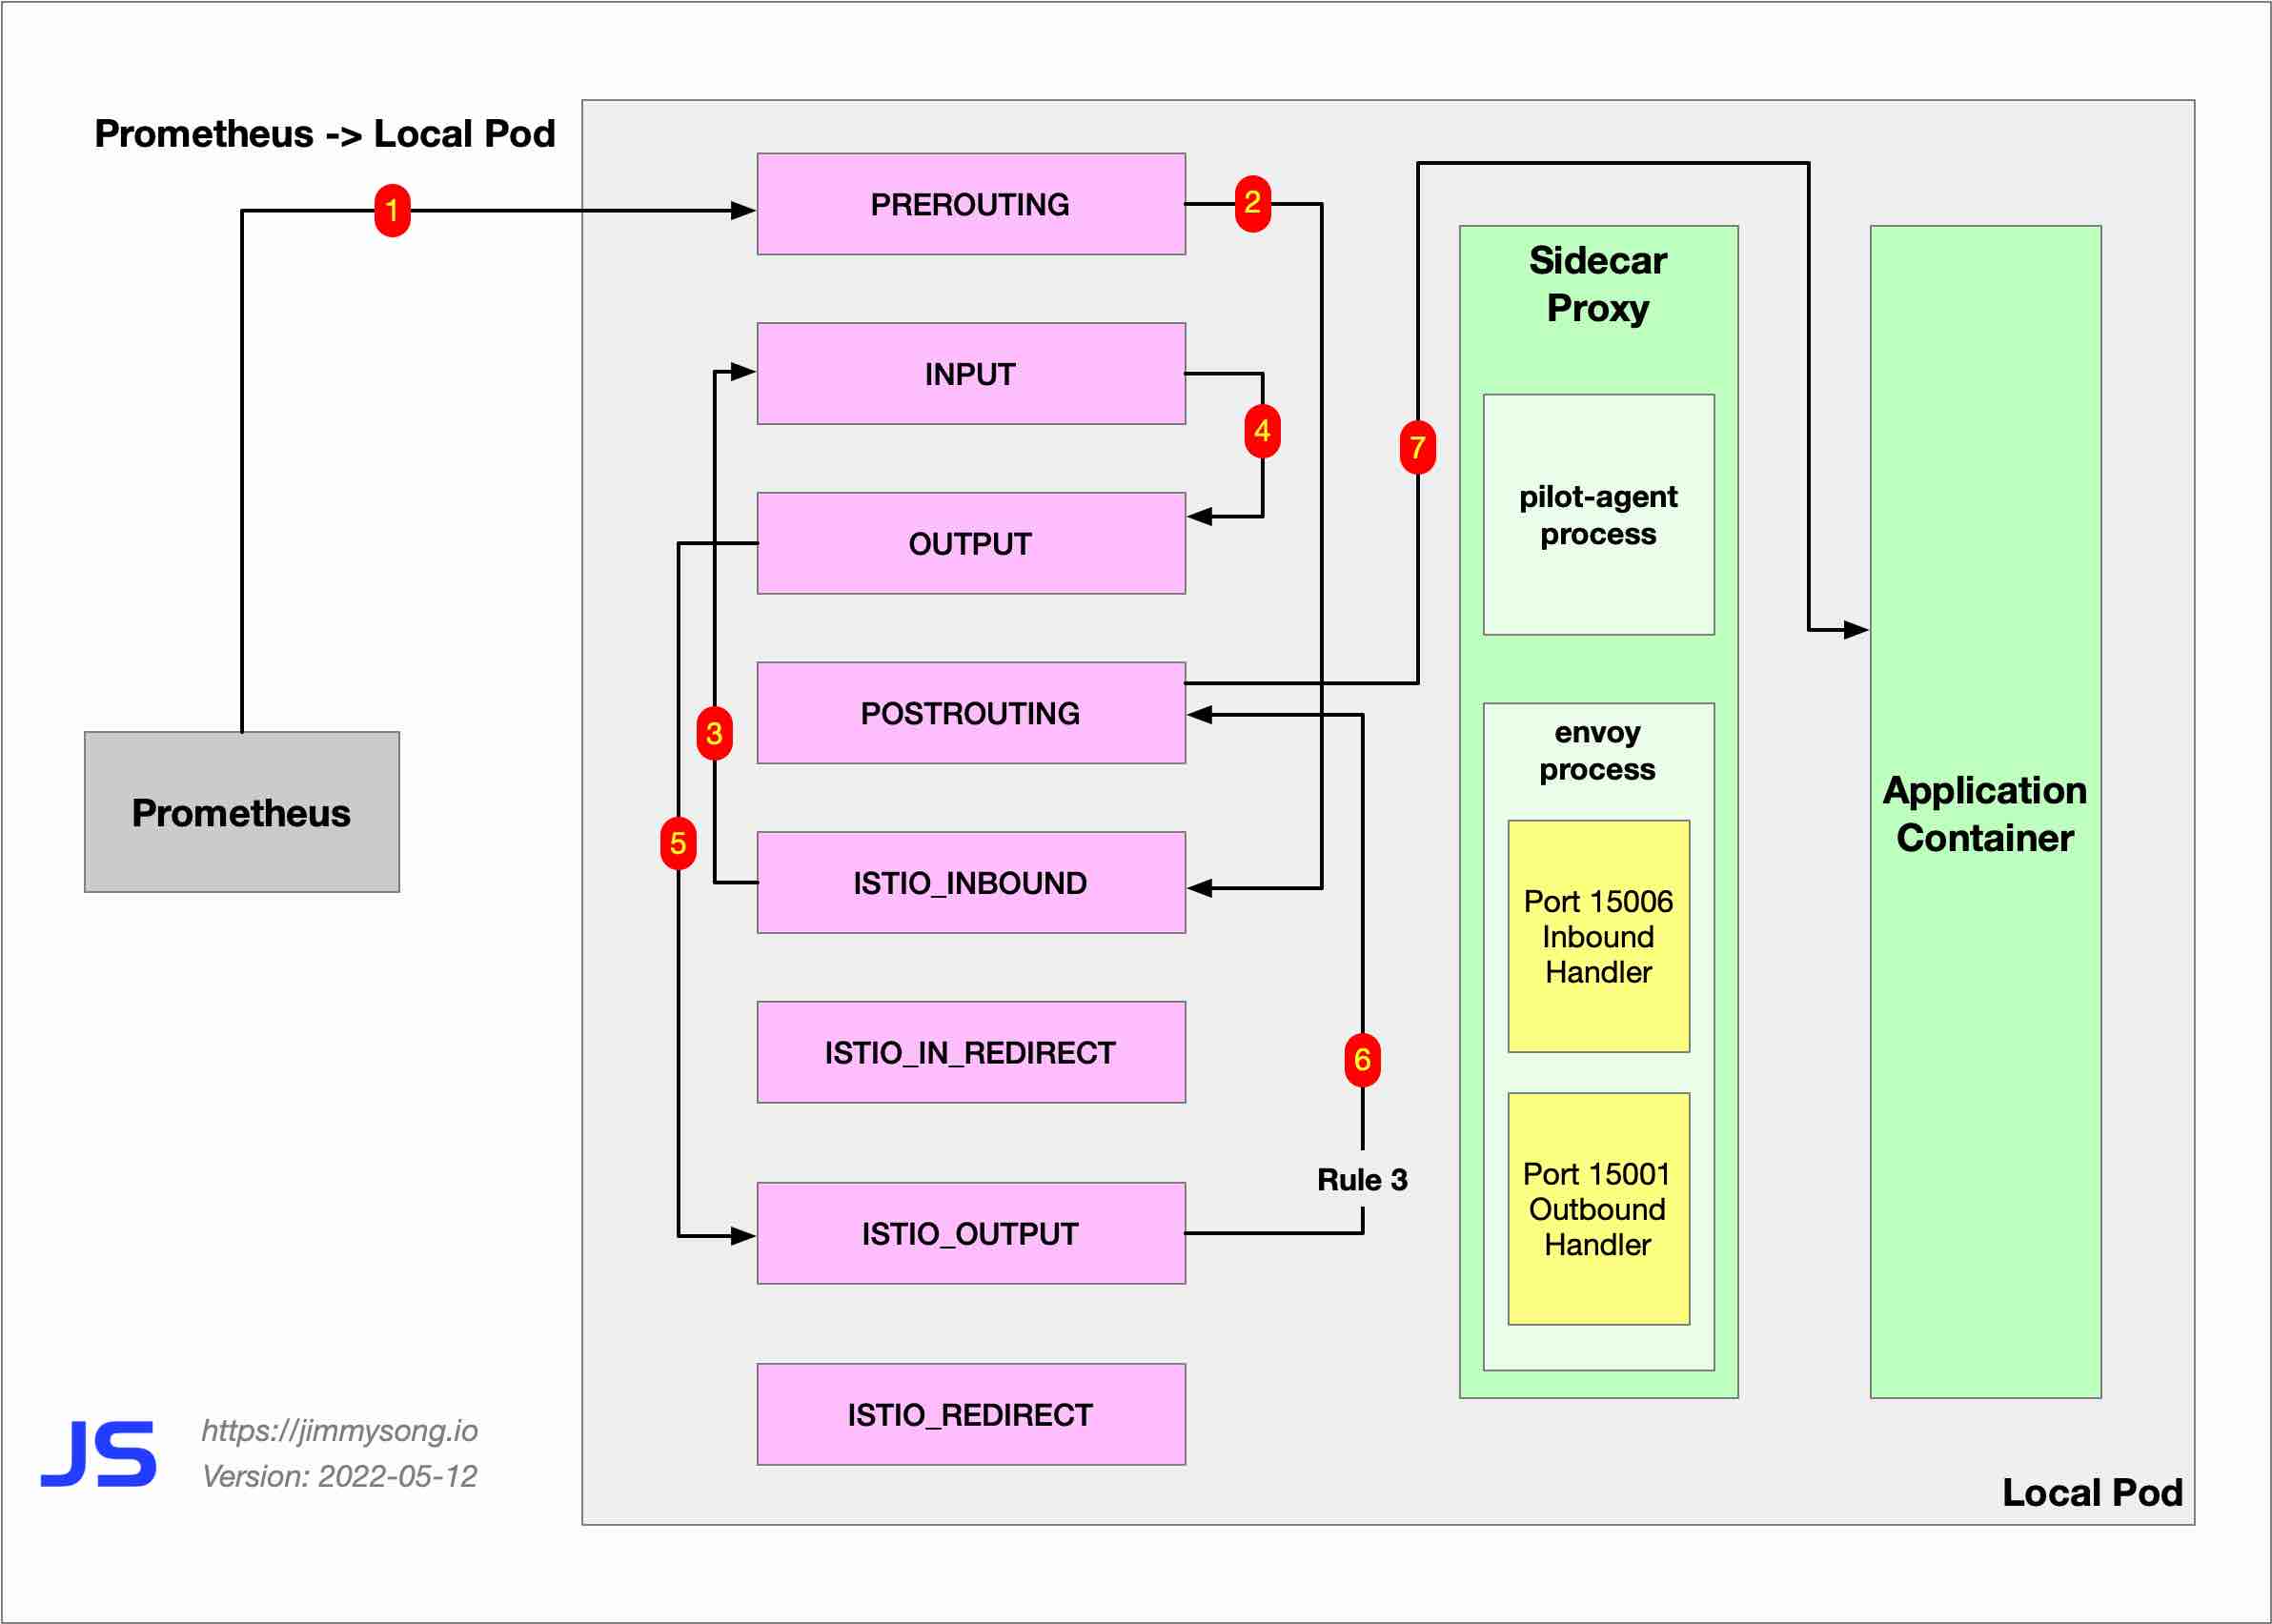 Prometheus -> Local Pod
1
PREROUTING
2
Sidecar
Proxy
INPUT
4
7
pilot-agent
process
OUTPUT
POSTROUTING
3
envoy
process
Prometheus
Application
Container
5
ISTIO_INBOUND
Port 15006
Inbound
Handler
ISTIO_IN_REDIRECT
6
Rule 3
Port 15001
Outbound
Handler
ISTIO_OUTPUT
ISTIO_REDIRECT
JS
https://jimmysong.io
Version: 2022-05-12
Local Pod